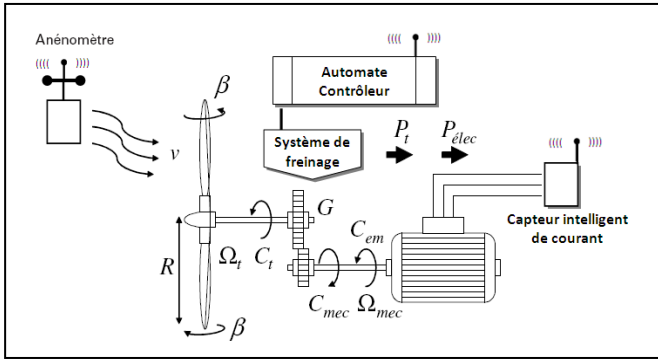 Anénomètre
((((
))))
β
v
Automate
Contrôleur
((((
))))
Système de
freinage
P_t
P_élec
((((
))))
Capteur intelligent
de courant
G
R
Ω_t
C_t
C_em
C_mec
Ω_mec
β